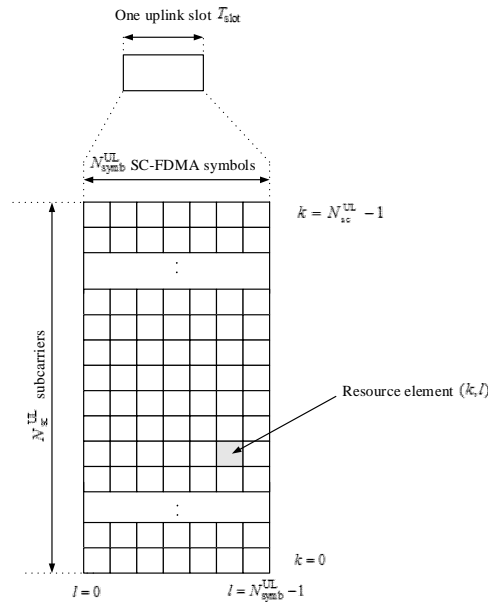 One uplink slot T_slot
N_symb^UL SC-FDMA symbols
k = N_sc^UL − 1
N_sc^UL subcarriers
Resource element (k, l)
k = 0
l = 0
l = N_symb^UL − 1